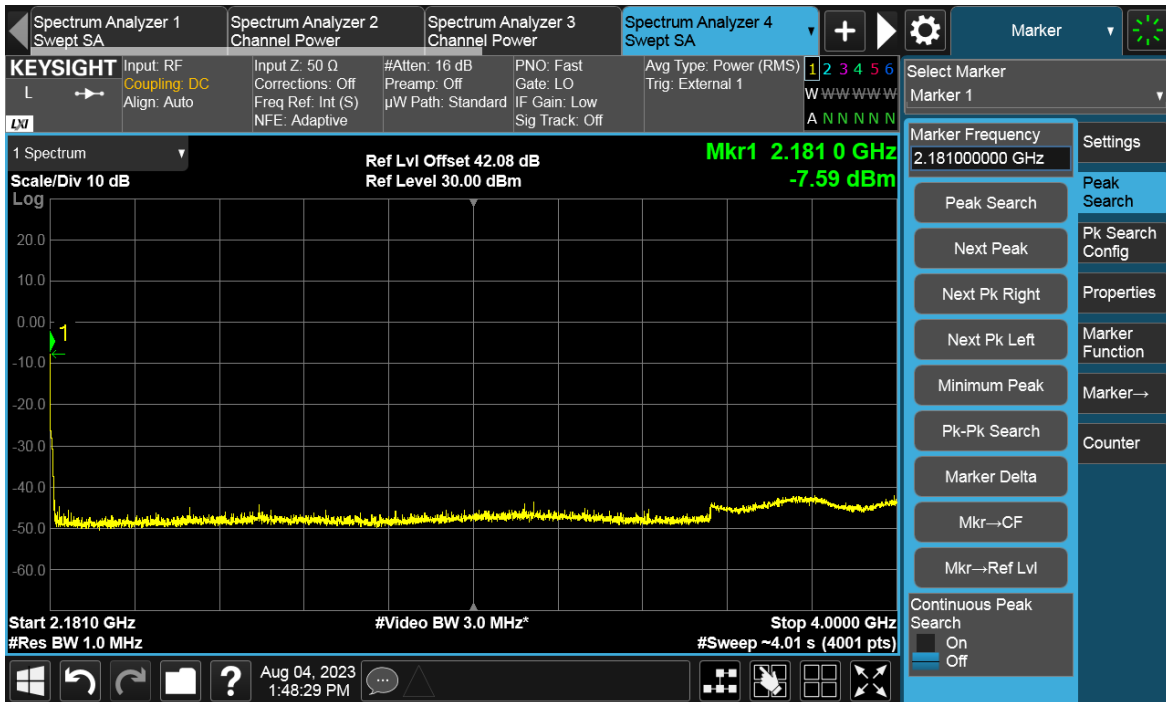 Spectrum Analyzer 1
Swept SA
Spectrum Analyzer 2
Channel Power
Spectrum Analyzer 3
Channel Power
Spectrum Analyzer 4
Swept SA
Marker
KEYSIGHT
L
LXI
Input: RF
Coupling: DC
Align: Auto
Input Z: 50 Ω
Corrections: Off
Freq Ref: Int (S)
NFE: Adaptive
#Atten: 16 dB
Preamp: Off
µW Path: Standard
PNO: Fast
Gate: LO
IF Gain: Low
Sig Track: Off
Avg Type: Power (RMS)
Trig: External 1
1 2 3 4 5 6
W W W W W W
A N N N N N
Select Marker
Marker 1
1 Spectrum
Scale/Div 10 dB
Log
Ref Lvl Offset 42.08 dB
Ref Level 30.00 dBm
Mkr1 2.181 0 GHz
-7.59 dBm
20.0
10.0
0.00
-10.0
-20.0
-30.0
-40.0
-50.0
-60.0
1
Start 2.1810 GHz
#Res BW 1.0 MHz
#Video BW 3.0 MHz*
Stop 4.0000 GHz
#Sweep ~4.01 s (4001 pts)
Marker Frequency
2.181000000 GHz
Peak Search
Next Peak
Next Pk Right
Next Pk Left
Minimum Peak
Pk-Pk Search
Marker Delta
Mkr→CF
Mkr→Ref Lvl
Continuous Peak
Search
On
Off
Settings
Peak
Search
Pk Search
Config
Properties
Marker
Function
Marker→
Counter
?
Aug 04, 2023
1:48:29 PM